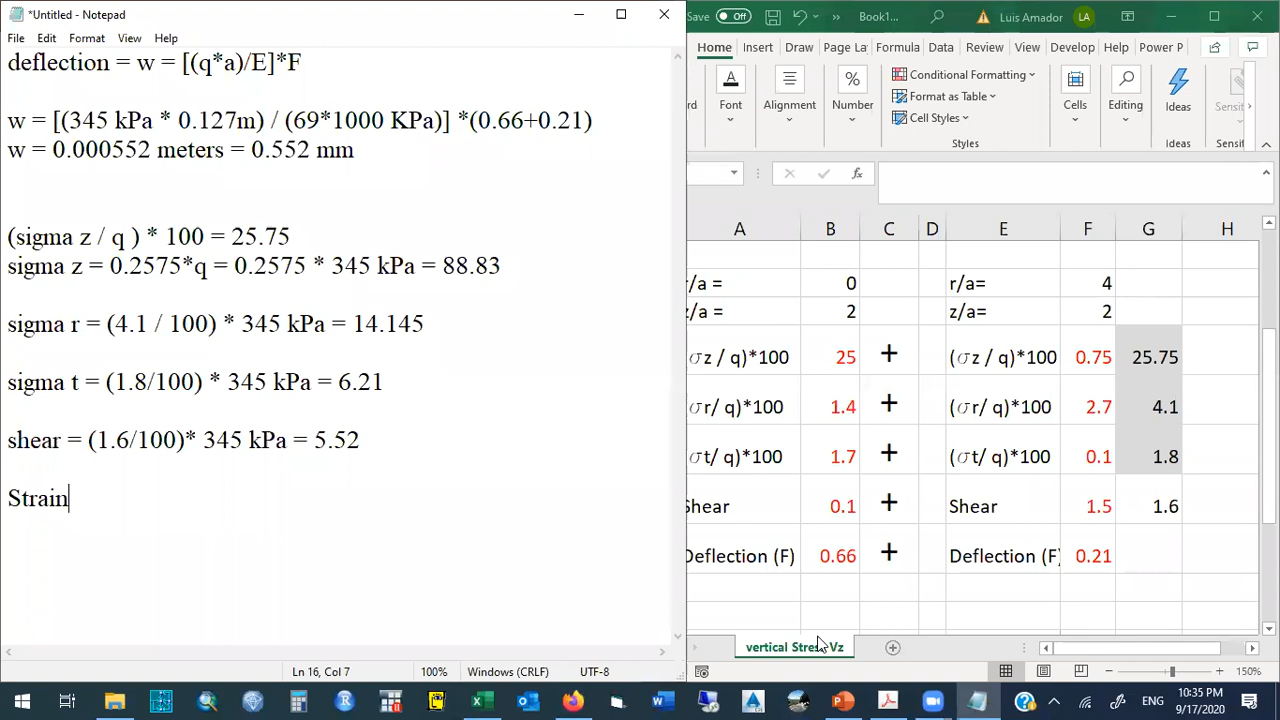 *Untitled - Notepad
File Edit Format View Help
deflection = w = [(q*a)/E]*F
w = [(345 kPa * 0.127m) / (69*1000 KPa)] *(0.66+0.21)
w = 0.000552 meters = 0.552 mm
(sigma z / q ) * 100 = 25.75
sigma z = 0.2575*q = 0.2575 * 345 kPa = 88.83
sigma r = (4.1 / 100) * 345 kPa = 14.145
sigma t = (1.8/100) * 345 kPa = 6.21
shear = (1.6/100)* 345 kPa = 5.52
Strain
Ln 16, Col 7 100% Windows (CRLF) UTF-8
Save Off Book1... Luis Amador LA
Home Insert Draw Page La Formula Data Review View Develop Help Power P
rd Font Alignment Number Conditional Formatting Format as Table Cell Styles Cells Editing Ideas Sensitiv
Styles Ideas Sensiti
fx
A B C D E F G H
r/a = 0 r/a= 4
z/a = 2 z/a= 2
σz / q)*100 25 + (σz / q)*100 0.75 25.75
σr/ q)*100 1.4 + (σr/ q)*100 2.7 4.1
σt/ q)*100 1.7 + (σt/ q)*100 0.1 1.8
Shear 0.1 + Shear 1.5 1.6
Deflection (F) 0.66 + Deflection (F) 0.21
150%
ENG 10:35 PM
9/17/2020